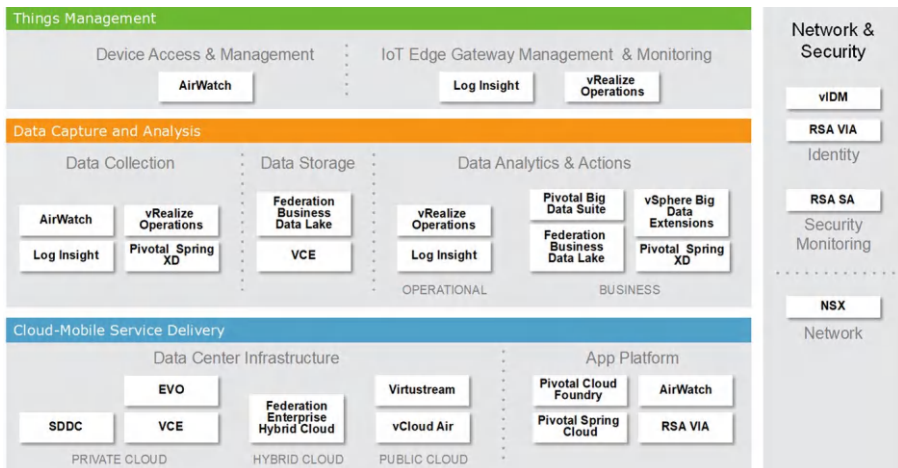 Things Management
Device Access & Management
AirWatch
IoT Edge Gateway Management & Monitoring
Log Insight
vRealize
Operations
Data Capture and Analysis
Data Collection
AirWatch
vRealize
Operations
Log Insight
Pivotal Spring
XD
Data Storage
Federation
Business
Data Lake
VCE
Data Analytics & Actions
vRealize
Operations
Log Insight
OPERATIONAL
Pivotal Big
Data Suite
vSphere Big
Data
Extensions
Federation
Business
Data Lake
Pivotal Spring
XD
BUSINESS
Cloud-Mobile Service Delivery
Data Center Infrastructure
EVO
SDDC
VCE
PRIVATE CLOUD
Federation
Enterprise
Hybrid Cloud
HYBRID CLOUD
Virtustream
vCloud Air
PUBLIC CLOUD
App Platform
Pivotal Cloud
Foundry
AirWatch
Pivotal Spring
Cloud
RSA VIA
Network &
Security
vIDM
RSA VIA
Identity
RSA SA
Security
Monitoring
NSX
Network